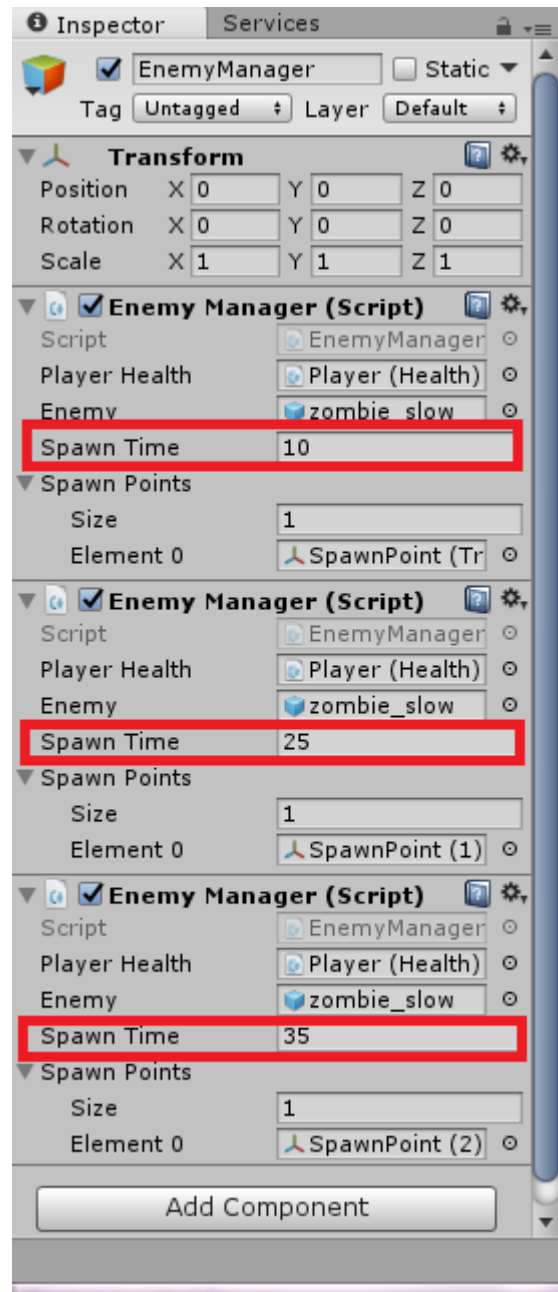 Inspector Services
EnemyManager Static
Tag Untagged Layer Default
Transform
Position X 0 Y 0 Z 0
Rotation X 0 Y 0 Z 0
Scale X 1 Y 1 Z 1
Enemy Manager (Script)
Script EnemyManager
Player Health Player (Health)
Enemy zombie_slow
Spawn Time 10
Spawn Points
Size 1
Element 0 SpawnPoint (Tr
Enemy Manager (Script)
Script EnemyManager
Player Health Player (Health)
Enemy zombie_slow
Spawn Time 25
Spawn Points
Size 1
Element 0 SpawnPoint (1)
Enemy Manager (Script)
Script EnemyManager
Player Health Player (Health)
Enemy zombie_slow
Spawn Time 35
Spawn Points
Size 1
Element 0 SpawnPoint (2)
Add Component